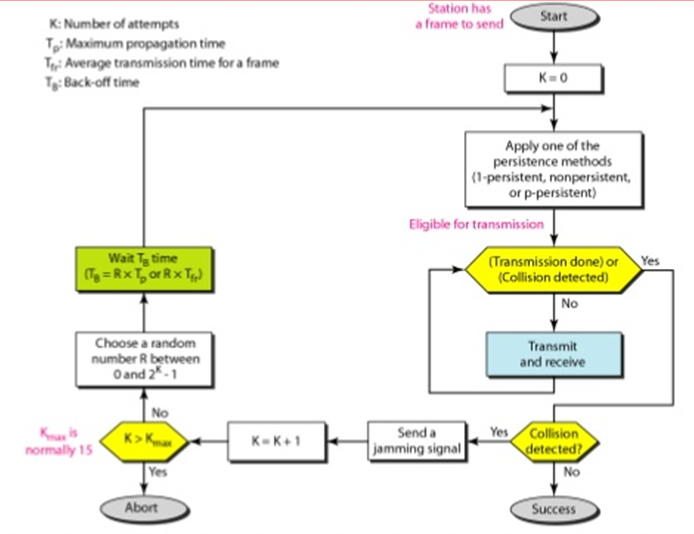 K: Number of attempts
Tp: Maximum propagation time
Tfr: Average transmission time for a frame
TB: Back-off time
Station has
a frame to send
Start
K = 0
Apply one of the
persistence methods
(1-persistent, nonpersistent,
or p-persistent)
Eligible for transmission
(Transmission done) or
(Collision detected)
Yes
No
Transmit
and receive
Wait TB time
(TB = R x Tp or R x Tfr)
Choose a random
number R between
0 and 2^K - 1
No
Kmax is
normally 15
K > Kmax
K = K + 1
Send a
jamming signal
Yes
Collision
detected?
Yes
No
Abort
Success